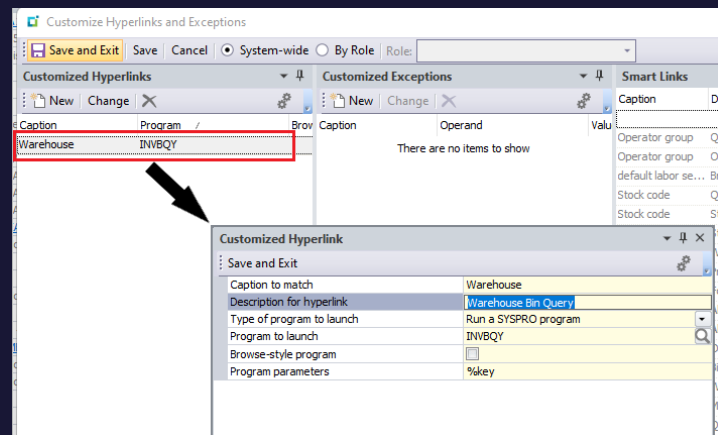 Customize Hyperlinks and Exceptions
Save and Exit Save Cancel System-wide By Role Role:
Customized Hyperlinks Customized Exceptions Smart Links
New Change New Change Caption
Caption Program Brow Caption Operand Valu
Warehouse INVBQY There are no items to show
Operator group
Operator group
default labor se...
Stock code
Stock code
Customized Hyperlink
Save and Exit
Caption to match Warehouse
Description for hyperlink Warehouse Bin Query
Type of program to launch Run a SYSPRO program
Program to launch INVBQY
Browse-style program
Program parameters %key